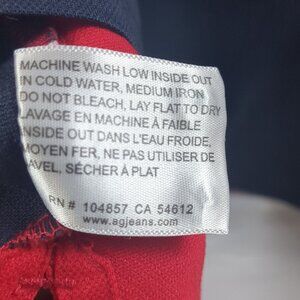 MACHINE WASH LOW INSIDE OUT
IN COLD WATER, MEDIUM IRON
DO NOT BLEACH, LAY FLAT TO DRY
LAVAGE EN MACHINE À FAIBLE
INSIDE OUT DANS L'EAU FROIDE,
MOYEN FER, NE PAS UTILISER DE
AVEL, SÉCHER À PLAT
RN # 104857 CA 54612
www.agjeans.com